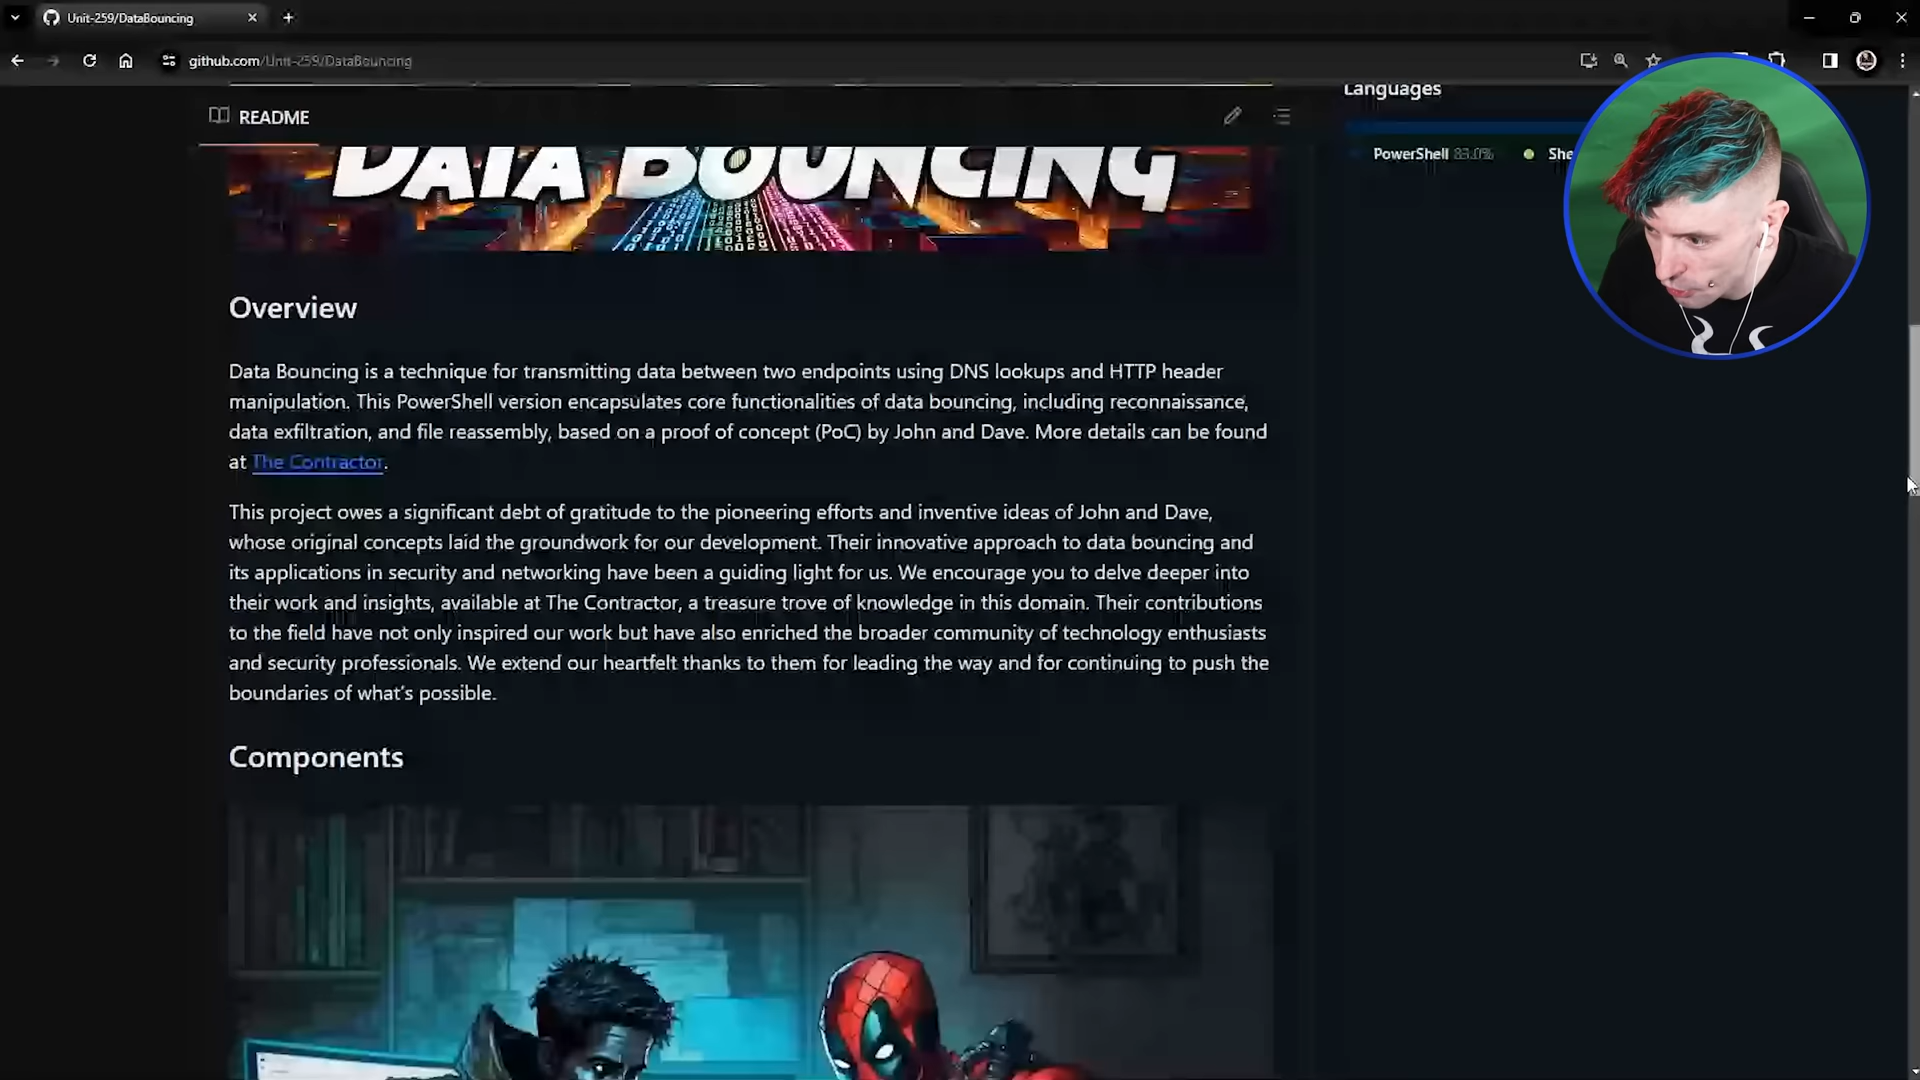 Unit-259/DataBouncing
github.com/Unit-259/DataBouncing
README
Languages
PowerShell 83.0%
She
DATA BOUNCING
Overview
Data Bouncing is a technique for transmitting data between two endpoints using DNS lookups and HTTP header
manipulation. This PowerShell version encapsulates core functionalities of data bouncing, including reconnaissance,
data exfiltration, and file reassembly, based on a proof of concept (PoC) by John and Dave. More details can be found
at The Contractor.
This project owes a significant debt of gratitude to the pioneering efforts and inventive ideas of John and Dave,
whose original concepts laid the groundwork for our development. Their innovative approach to data bouncing and
its applications in security and networking have been a guiding light for us. We encourage you to delve deeper into
their work and insights, available at The Contractor, a treasure trove of knowledge in this domain. Their contributions
to the field have not only inspired our work but have also enriched the broader community of technology enthusiasts
and security professionals. We extend our heartfelt thanks to them for leading the way and for continuing to push the
boundaries of what's possible.
Components